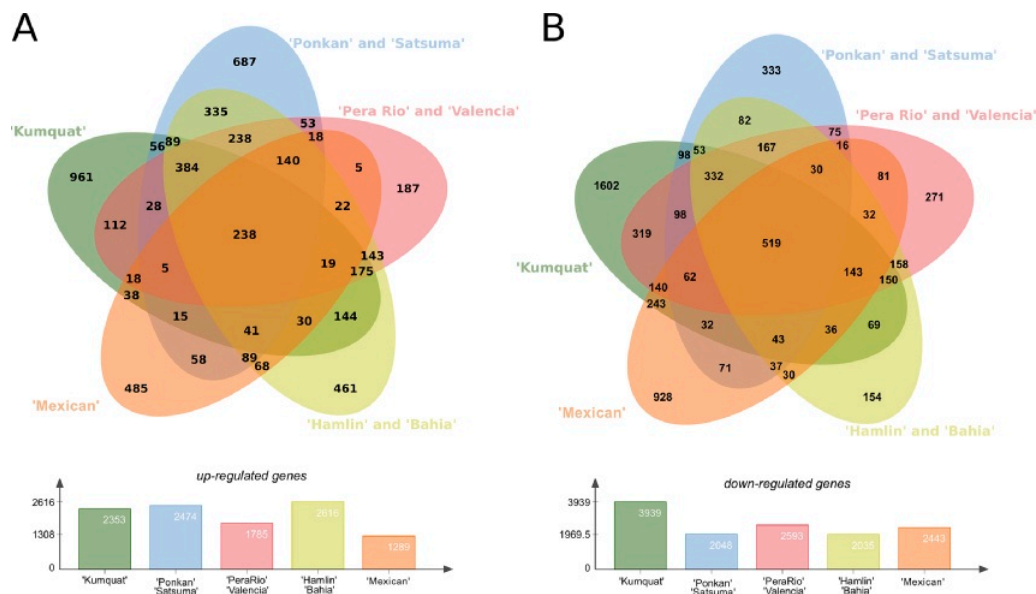 A
'Ponkan' and 'Satsuma'
687
335
53
'Pera Rio' and 'Valencia'
'Kumquat'
56
89
238
18
384
140
5
961
187
28
22
112
238
143
5
19
175
18
38
15
41
30
144
58
89
68
485
461
'Mexican'
'Hamlin' and 'Bahia'
up-regulated genes
2616
1308
0
2353
2474
1785
2616
1289
'Kumquat'
'Ponkan'
'Satsuma'
'PeraRio'
'Valencia'
'Hamlin'
'Bahia'
'Mexican'
B
333
'Ponkan' and 'Satsuma'
82
'Pera Rio' and 'Valencia'
75
98
53
167
16
332
30
81
1602
271
98
32
319
519
158
'Kumquat'
62
143
150
140
243
32
43
36
69
71
37
30
928
154
'Mexican'
'Hamlin' and 'Bahia'
down-regulated genes
3939
1969.5
0
3939
2048
2593
2035
2443
'Kumquat'
'Ponkan'
'Satsuma'
'PeraRio'
'Valencia'
'Hamlin'
'Bahia'
'Mexican'